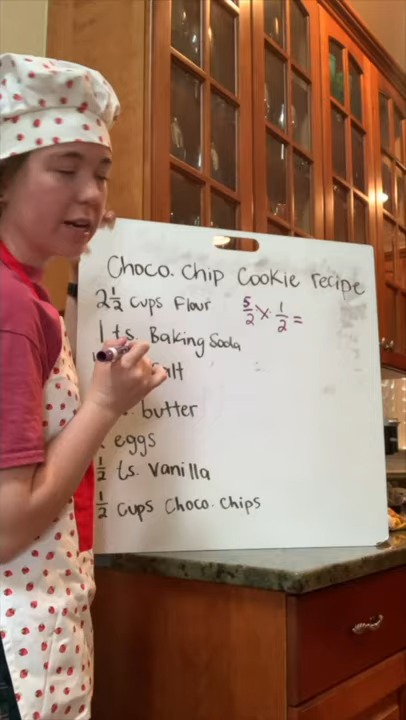 Choco. chip Cookie recipe
2 1/2 cups Flour 5/2 x 1/2 =
1 ts. Baking Soda
butter
eggs
1/2 ts. Vanilla
1/2 cups Choco. Chips